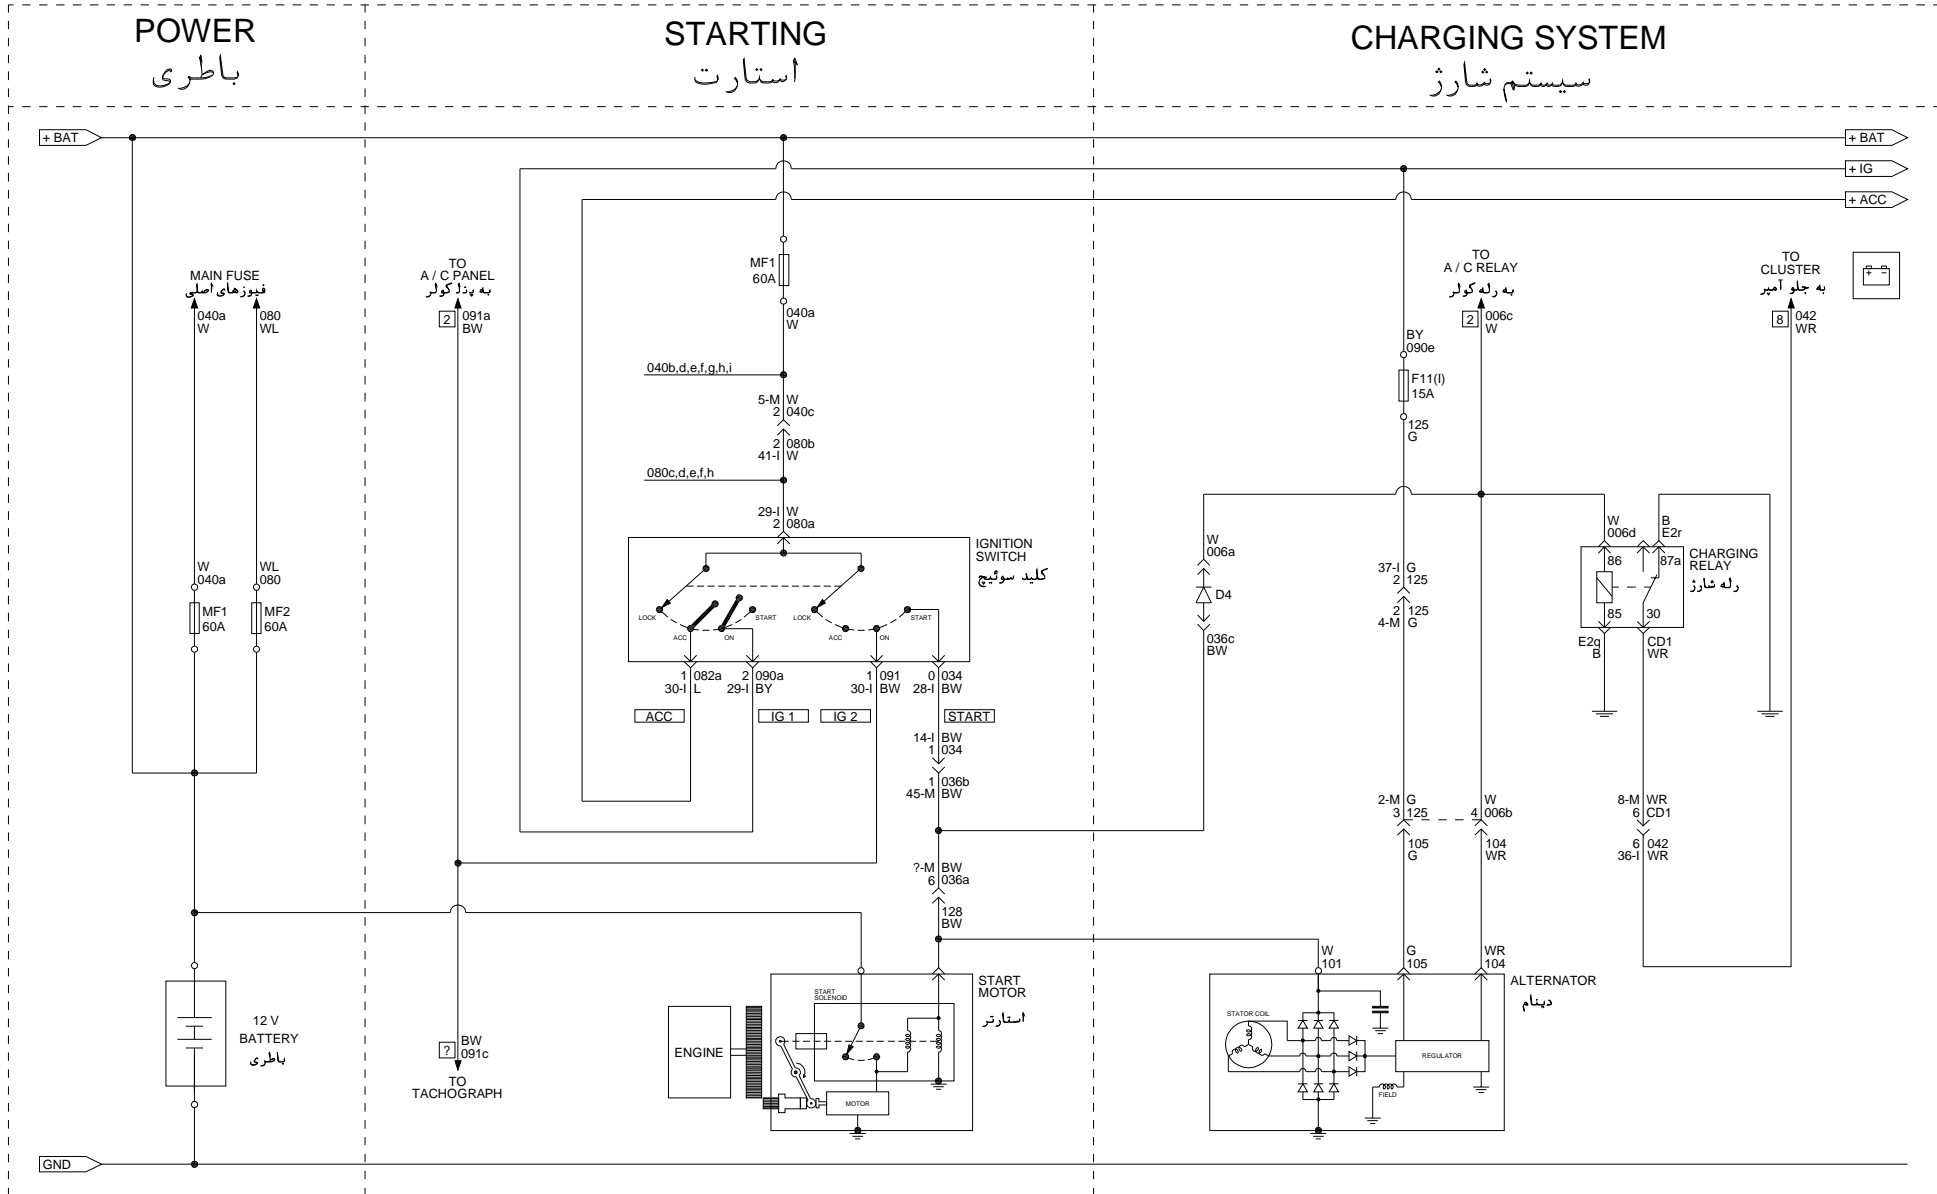 POWER
باطری
STARTING
استارت
CHARGING SYSTEM
سیستم شارژ
+ BAT
+ BAT
+ IG
+ ACC
MAIN FUSE
فیوزهای اصلی
040a
W
080
WL
W
040a
WL
080
MF1
60A
MF2
60A
12 V
BATTERY
باطری
GND
TO
A / C PANEL
به پنل کولر
2
091a
BW
?
BW
091c
TO
TACHOGRAPH
MF1
60A
040a
W
040b,d,e,f,g,h,i
5-M W
2 040c
2 080b
41-I W
080c,d,e,f,h
29-I W
2 080a
IGNITION
SWITCH
کلید سوئیچ
LOCK
ACC
ON
START
LOCK
ACC
ON
START
1 082a
30-I L
2 090a
29-I BY
1 091
30-I BW
0 034
28-I BW
ACC
IG 1
IG 2
START
14-I BW
1 034
1 036b
45-M BW
?-M BW
6 036a
128
BW
START
MOTOR
استارتر
START
SOLENOID
ENGINE
MOTOR
TO
A / C RELAY
به رله کولر
2
006c
W
TO
CLUSTER
به جلو آمپر
8
042
WR
+ -
BY
090e
F11(I)
15A
125
G
W
006a
D4
036c
BW
37-I G
2 125
2 125
4-M G
W
006d
B
E2r
86
87a
85
30
CHARGING
RELAY
رله شارژ
E2q
B
CD1
WR
2-M G
3 125
W
4 006b
105
G
104
WR
8-M WR
6 CD1
6 042
36-I WR
W
101
G
105
WR
104
ALTERNATOR
دینام
STATOR COIL
REGULATOR
FIELD